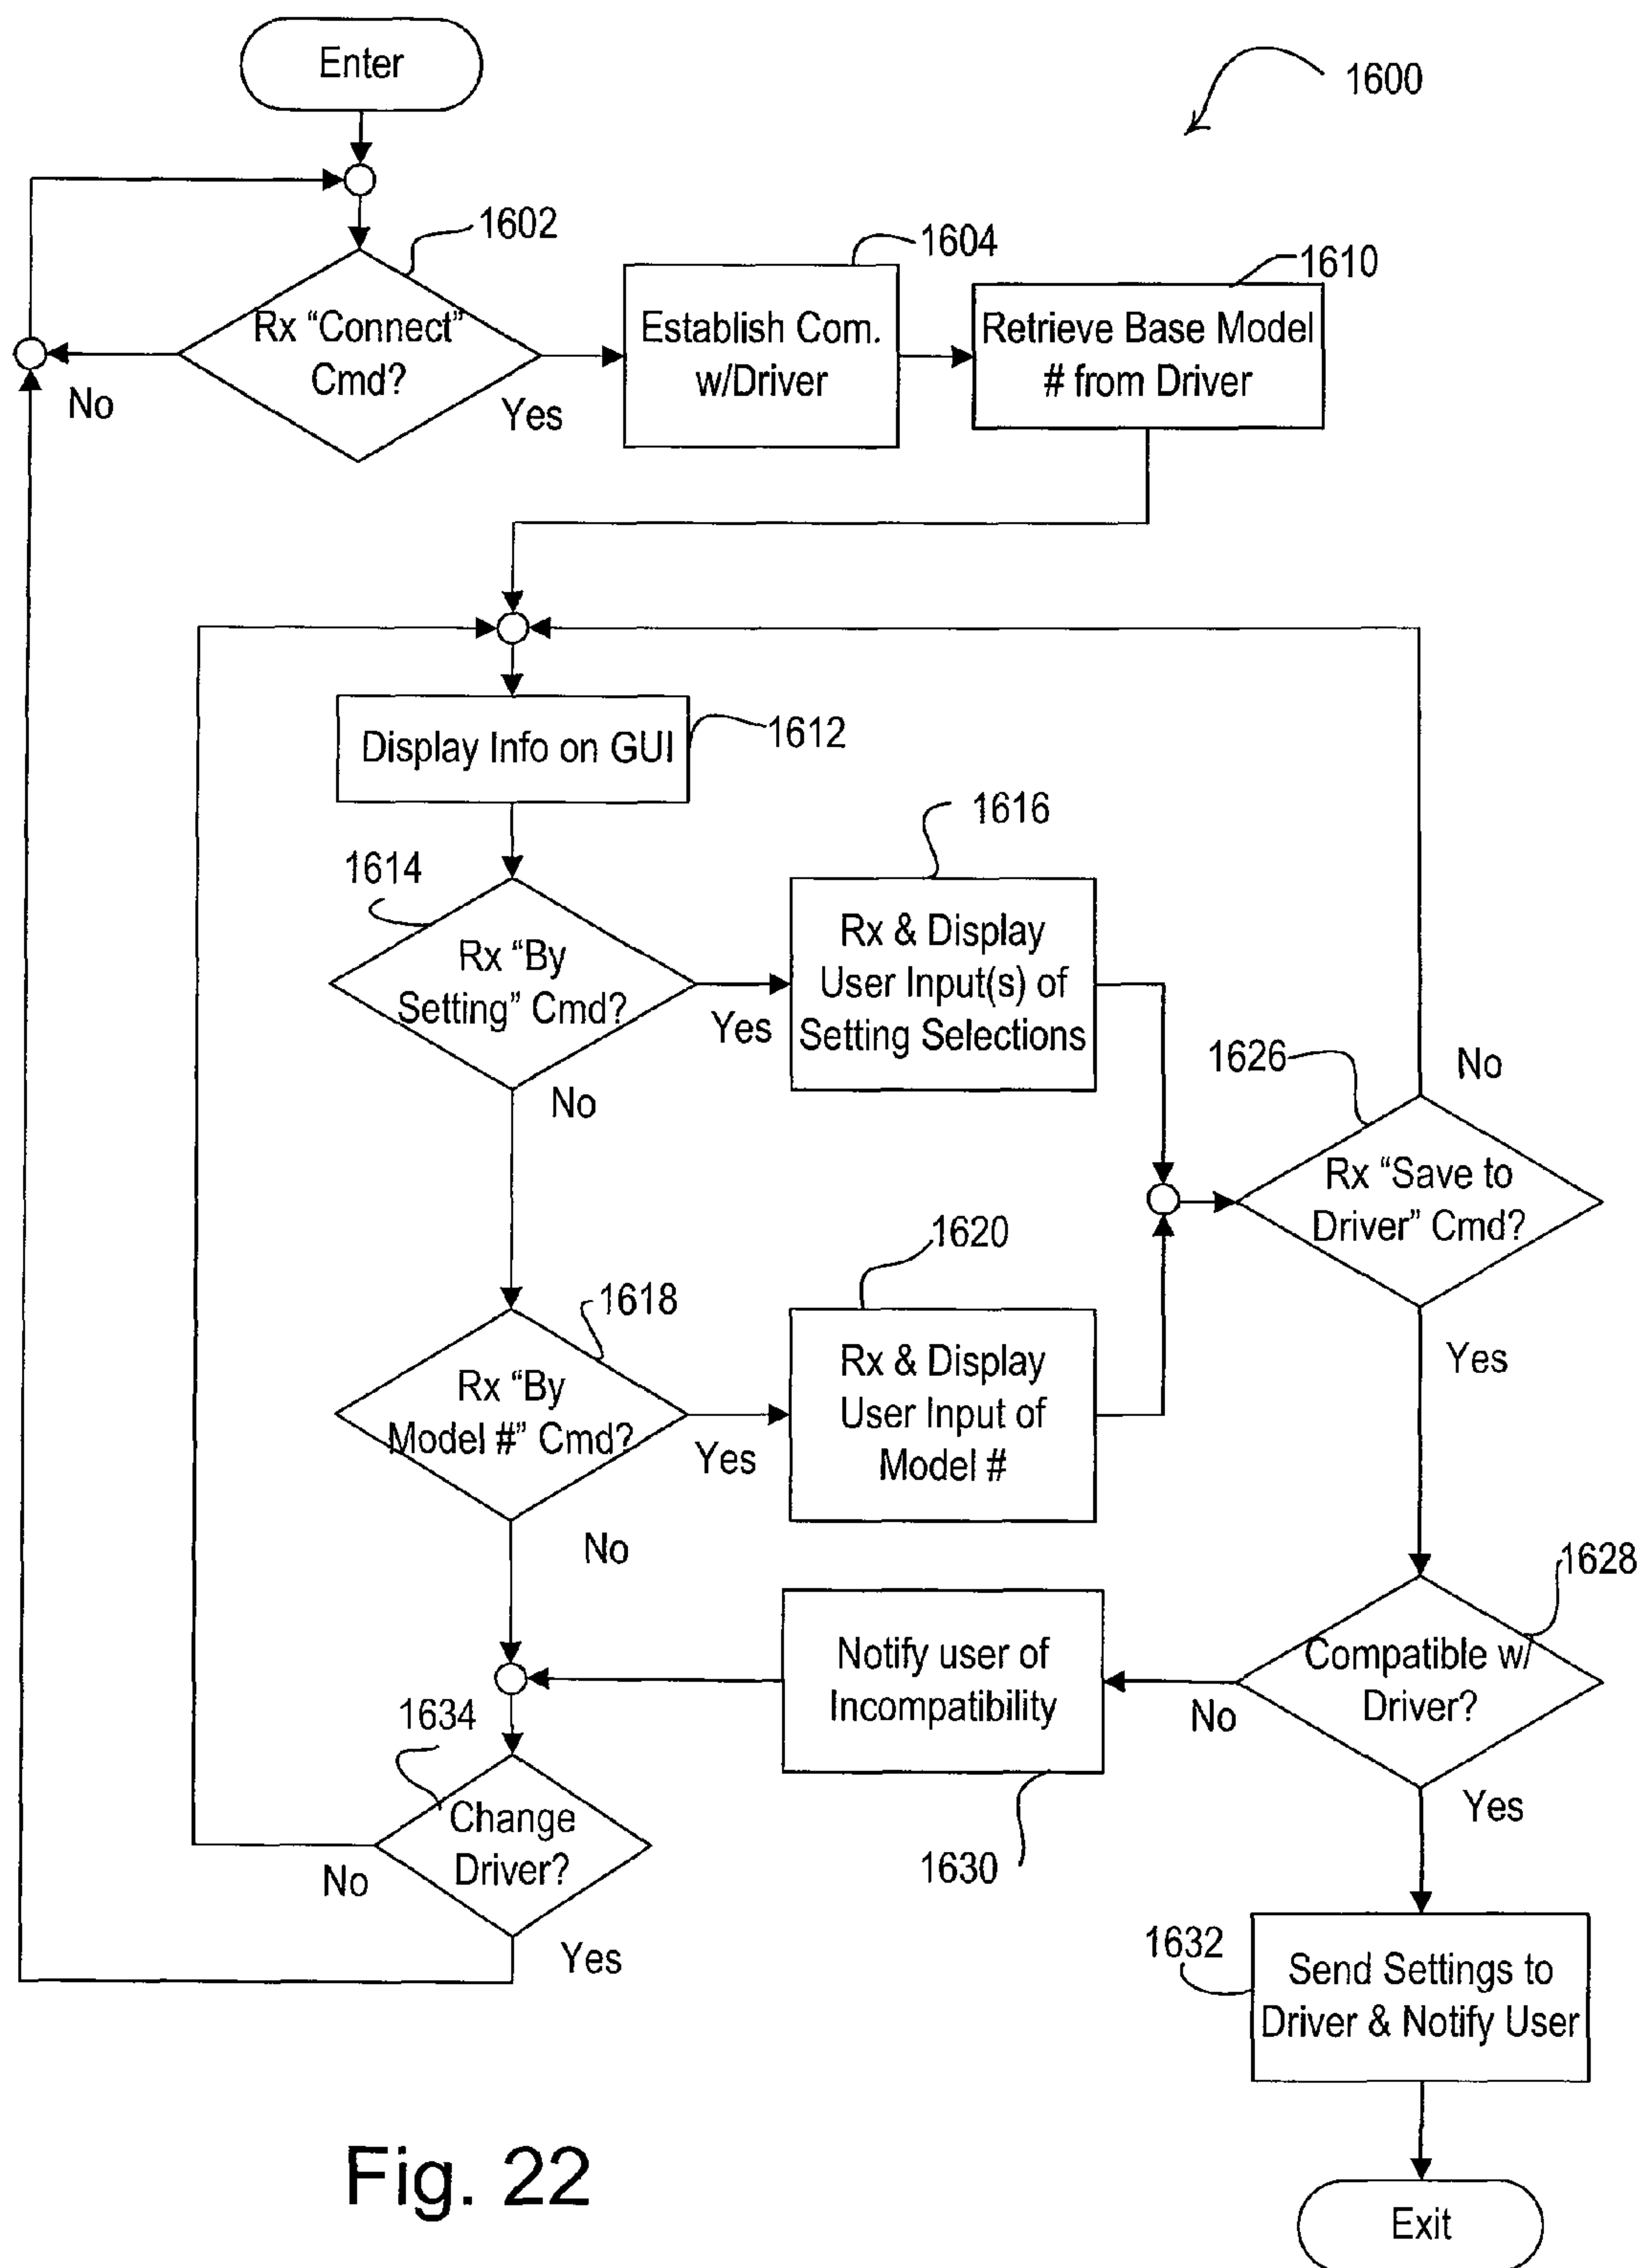 Enter
1600
1602
Rx “Connect”
Cmd?
No
Yes
1604
Establish Com.
w/Driver
1610
Retrieve Base Model
# from Driver
Display Info on GUI
1612
1614
Rx “By
Setting” Cmd?
Yes
No
1616
Rx & Display
User Input(s) of
Setting Selections
1626
No
Rx “Save to
Driver” Cmd?
Yes
1618
Rx “By
Model #” Cmd?
Yes
No
1620
Rx & Display
User Input of
Model #
1628
Compatible w/
Driver?
No
Yes
Notify user of
Incompatibility
1630
1634
Change
Driver?
No
Yes
1632
Send Settings to
Driver & Notify User
Exit
Fig. 22